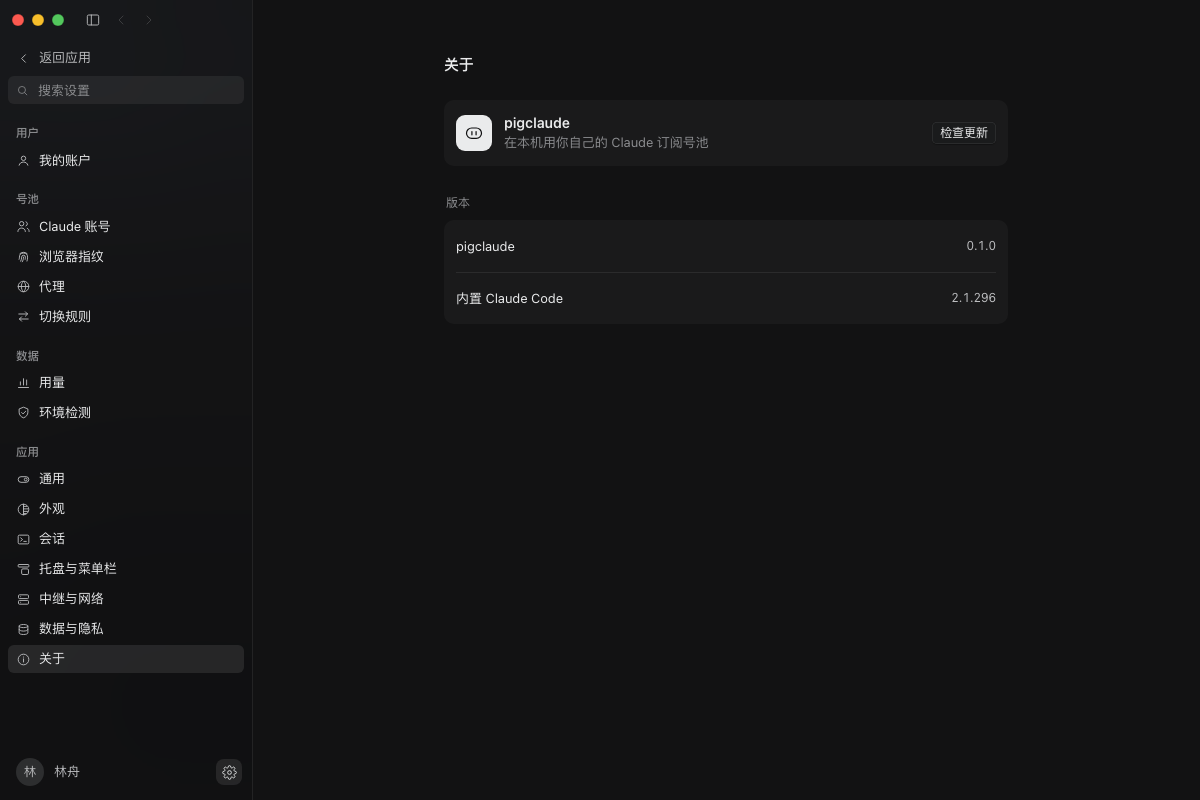 返回应用
搜索设置
用户
我的账户
号池
Claude 账号
浏览器指纹
代理
切换规则
数据
用量
环境检测
应用
通用
外观
会话
托盘与菜单栏
中继与网络
数据与隐私
关于
林 林舟
关于
pigclaude
在本机用你自己的 Claude 订阅号池
检查更新
版本
pigclaude 0.1.0
内置 Claude Code 2.1.296